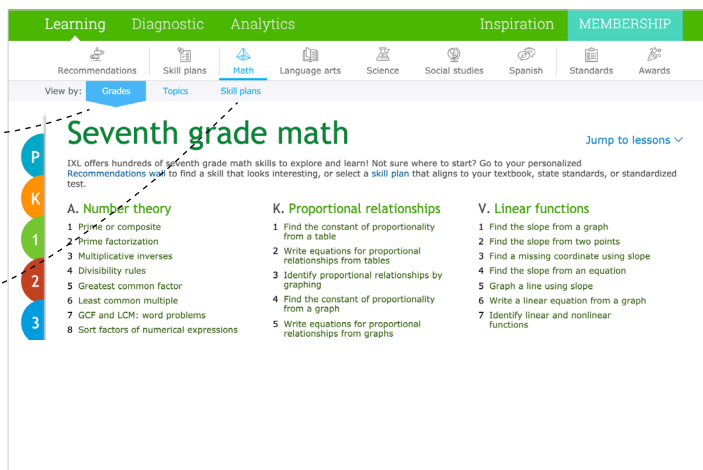 Learning Diagnostic Analytics Inspiration MEMBERSHIP
Recommendations Skill plans Math Language arts Science Social studies Spanish Standards Awards
View by: Grades Topics Skill plans
Seventh grade math
Jump to lessons
IXL offers hundreds of seventh grade math skills to explore and learn! Not sure where to start? Go to your personalized
Recommendations wall to find a skill that looks interesting, or select a skill plan that aligns to your textbook, state standards, or standardized
test.
P
K
1
2
3
A. Number theory
1 Prime or composite
2 Prime factorization
3 Multiplicative inverses
4 Divisibility rules
5 Greatest common factor
6 Least common multiple
7 GCF and LCM: word problems
8 Sort factors of numerical expressions
K. Proportional relationships
1 Find the constant of proportionality
from a table
2 Write equations for proportional
relationships from tables
3 Identify proportional relationships by
graphing
4 Find the constant of proportionality
from a graph
5 Write equations for proportional
relationships from graphs
V. Linear functions
1 Find the slope from a graph
2 Find the slope from two points
3 Find a missing coordinate using slope
4 Find the slope from an equation
5 Graph a line using slope
6 Write a linear equation from a graph
7 Identify linear and nonlinear
functions